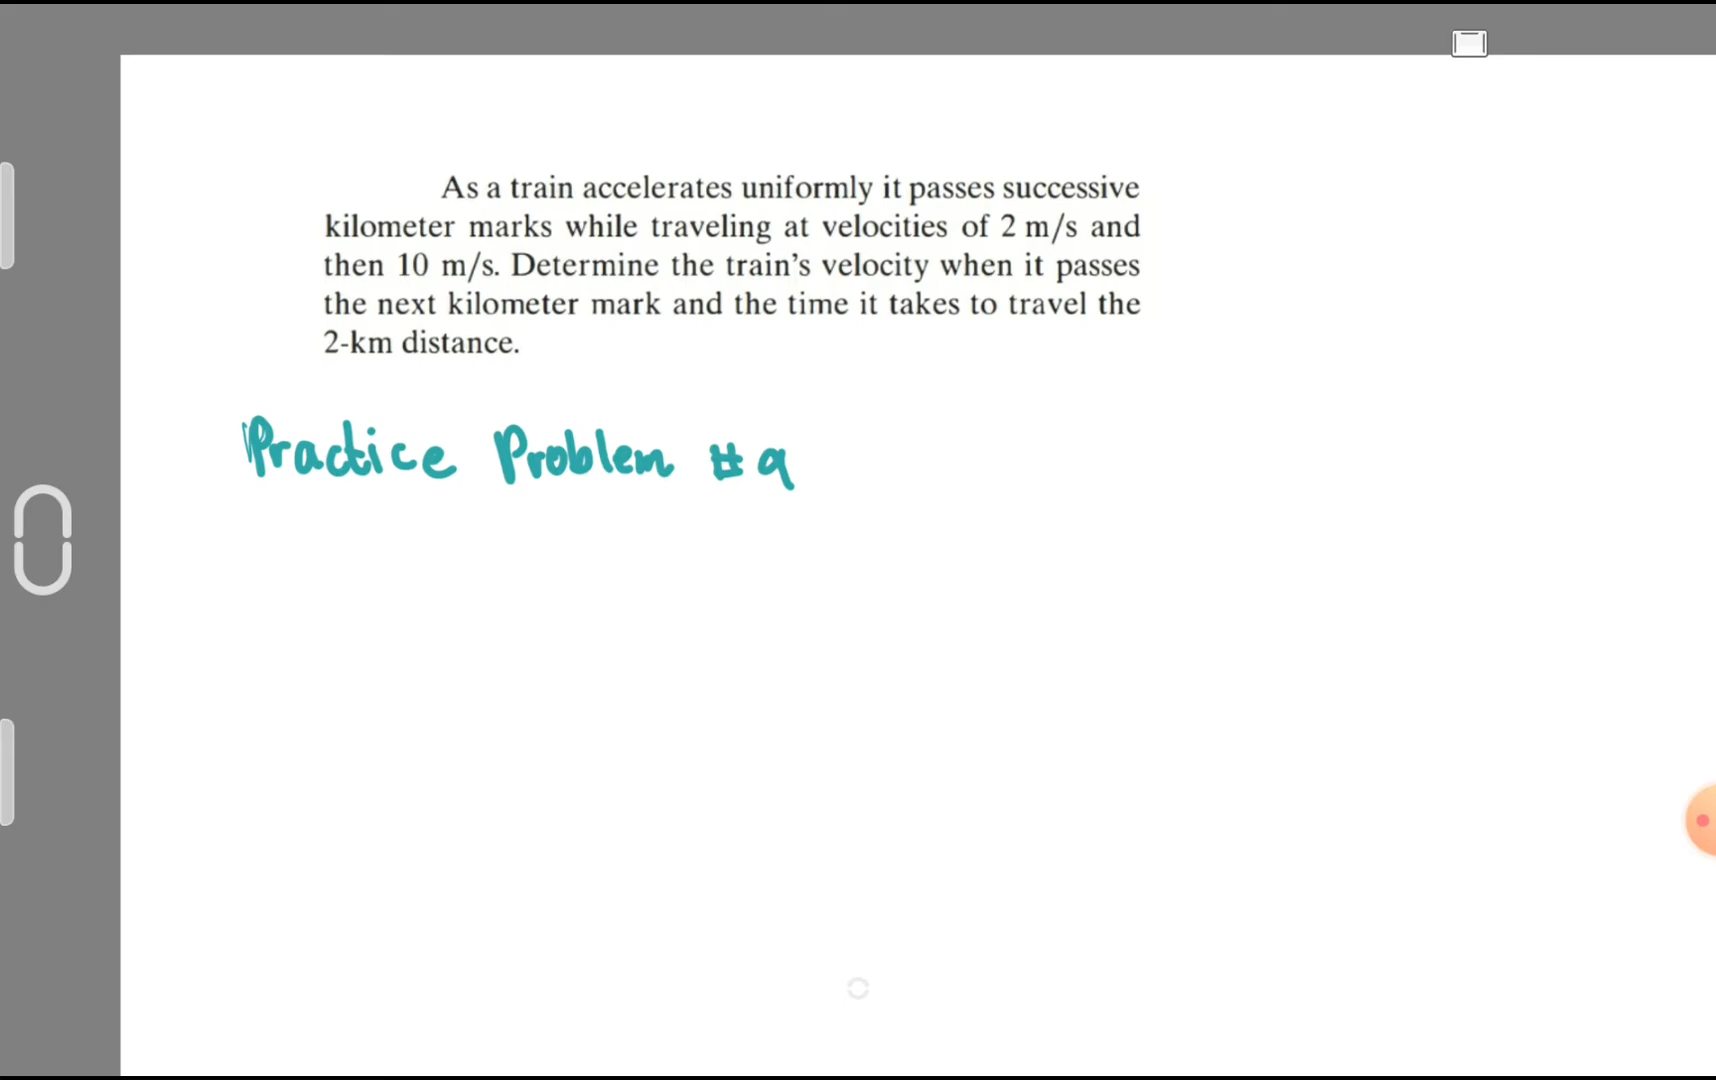 As a train accelerates uniformly it passes successive
kilometer marks while traveling at velocities of 2 m/s and
then 10 m/s. Determine the train's velocity when it passes
the next kilometer mark and the time it takes to travel the
2-km distance.
Practice Problem #9